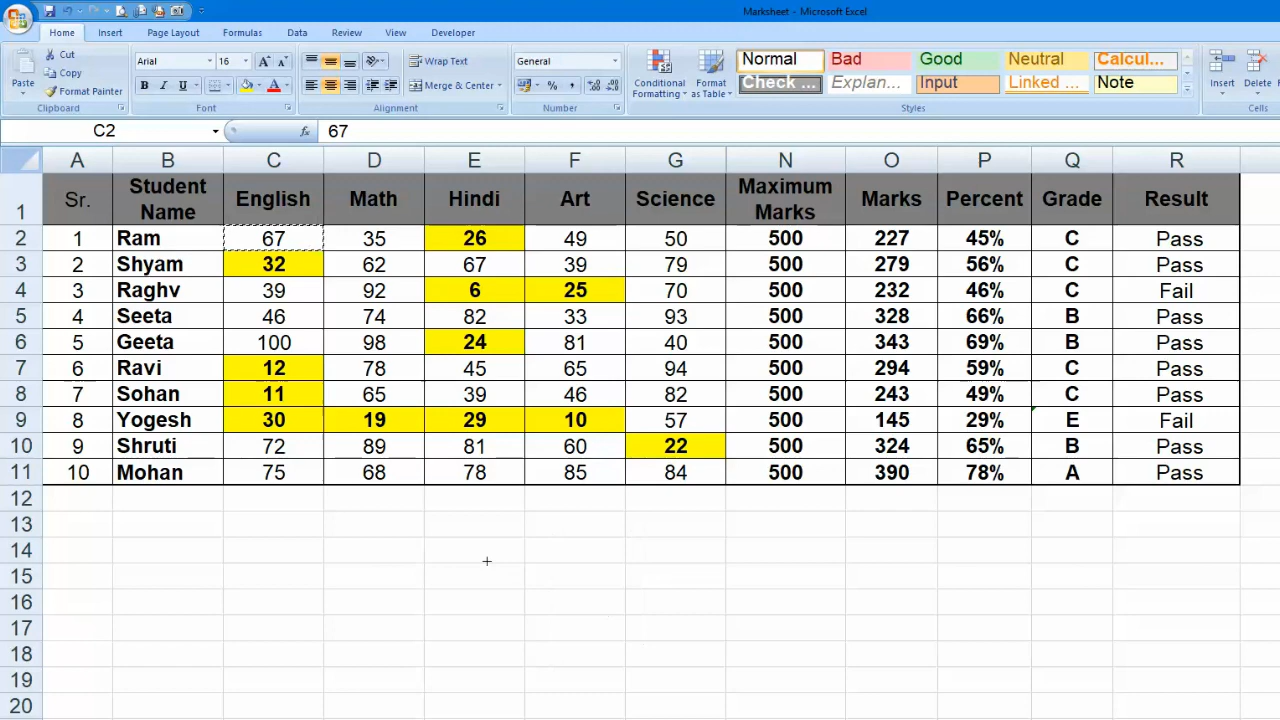 Marksheet - Microsoft Excel
Home Insert Page Layout Formulas Data Review View Developer
Paste
Cut
Copy
Format Painter
Clipboard
Arial 16 A A
B I U A
Font
Wrap Text
Merge & Center
Alignment
General
% ,
Number
Conditional Formatting
Format as Table
Normal Bad Good Neutral Calcul...
Check ... Explan... Input Linked ... Note
Styles
Insert Delete
Cells
C2 fx 67
A B C D E F G N O P Q R
1 Sr. Student Name English Math Hindi Art Science Maximum Marks Marks Percent Grade Result
2 1 Ram 67 35 26 49 50 500 227 45% C Pass
3 2 Shyam 32 62 67 39 79 500 279 56% C Pass
4 3 Raghv 39 92 6 25 70 500 232 46% C Fail
5 4 Seeta 46 74 82 33 93 500 328 66% B Pass
6 5 Geeta 100 98 24 81 40 500 343 69% B Pass
7 6 Ravi 12 78 45 65 94 500 294 59% C Pass
8 7 Sohan 11 65 39 46 82 500 243 49% C Pass
9 8 Yogesh 30 19 29 10 57 500 145 29% E Fail
10 9 Shruti 72 89 81 60 22 500 324 65% B Pass
11 10 Mohan 75 68 78 85 84 500 390 78% A Pass
12
13
14
15
16
17
18
19
20